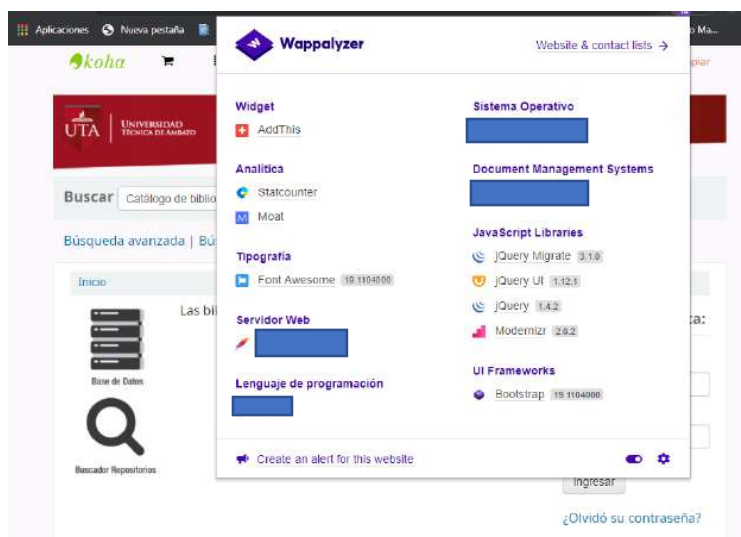 Aplicaciones Nueva pestaña
koha
UTA UNIVERSIDAD
TÉCNICA DE AMBATO
Buscar Catálogo de biblio
Búsqueda avanzada | Bú
Inicio
Las bil
Base de Datos
Buscador Repositorios
Wappalyzer
Website & contact lists →
Widget
AddThis
Analítica
Statcounter
Moat
Tipografía
Font Awesome 19.1104000
Servidor Web
Lenguaje de programación
Sistema Operativo
Document Management Systems
JavaScript Libraries
jQuery Migrate 3.1.0
jQuery UI 1.12.1
jQuery 1.4.2
Modernizr 2.6.2
UI Frameworks
Bootstrap 19.1104000
Create an alert for this website
o Ma...
piar
ca:
Ingresar
¿Olvidó su contraseña?